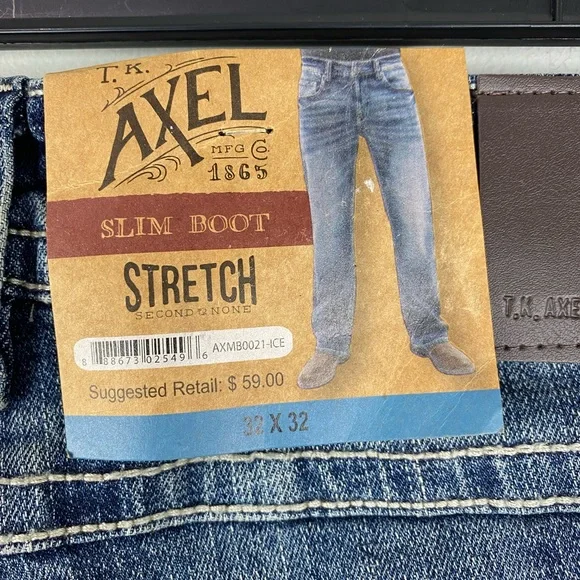 T. K.
AXEL
MFG Co
1865
SLIM BOOT
STRETCH
SECOND 2 NONE
8 88673 02549 6
AXMB0021-ICE
Suggested Retail: $ 59.00
32 X 32
T.K. AXE